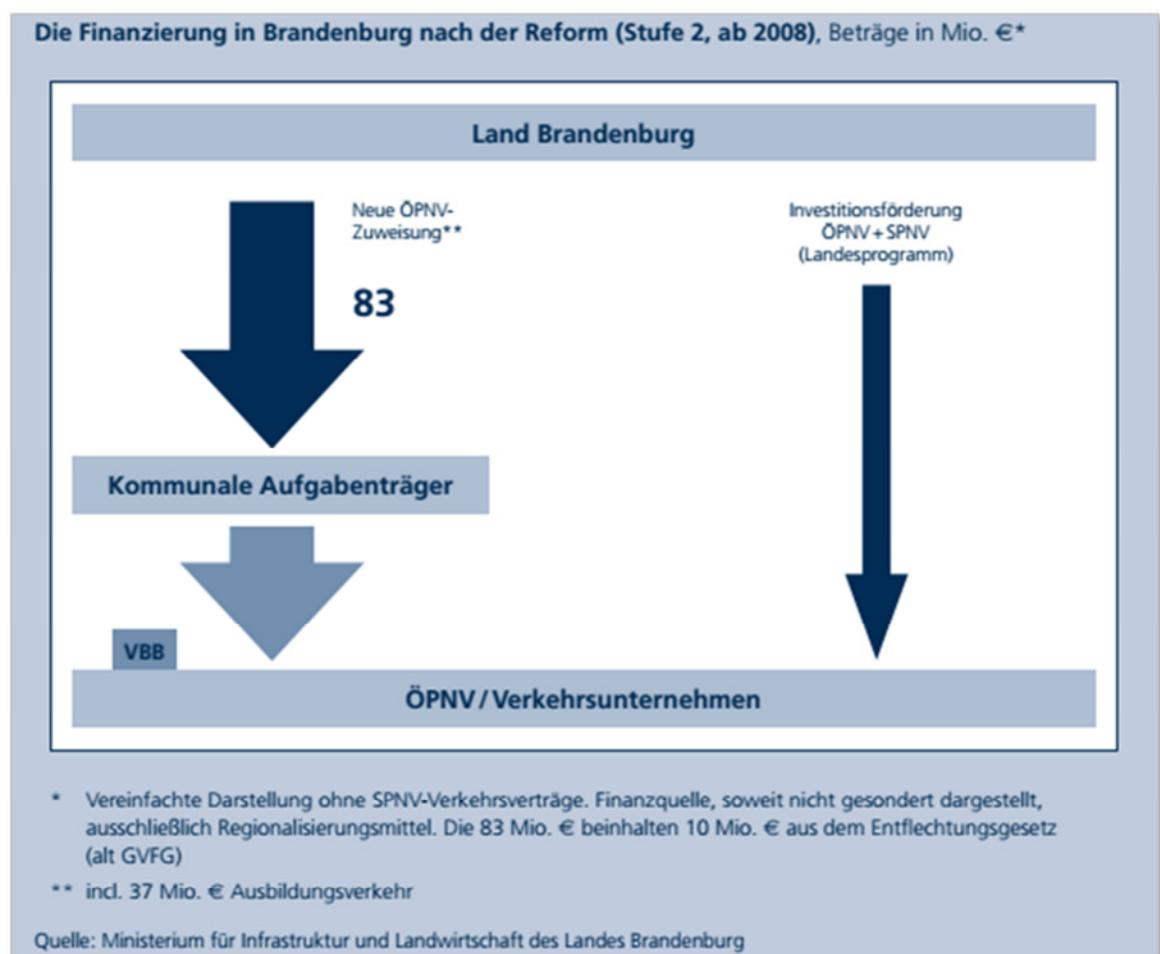 Die Finanzierung in Brandenburg nach der Reform (Stufe 2, ab 2008), Beträge in Mio. €*
Land Brandenburg
Neue ÖPNV-
Zuweisung**
83
Investitionsförderung
ÖPNV + SPNV
(Landesprogramm)
Kommunale Aufgabenträger
VBB
ÖPNV / Verkehrsunternehmen
* Vereinfachte Darstellung ohne SPNV-Verkehrsverträge. Finanzquelle, soweit nicht gesondert dargestellt,
ausschließlich Regionalisierungsmittel. Die 83 Mio. € beinhalten 10 Mio. € aus dem Entflechtungsgesetz
(alt GVFG)
** incl. 37 Mio. € Ausbildungsverkehr
Quelle: Ministerium für Infrastruktur und Landwirtschaft des Landes Brandenburg